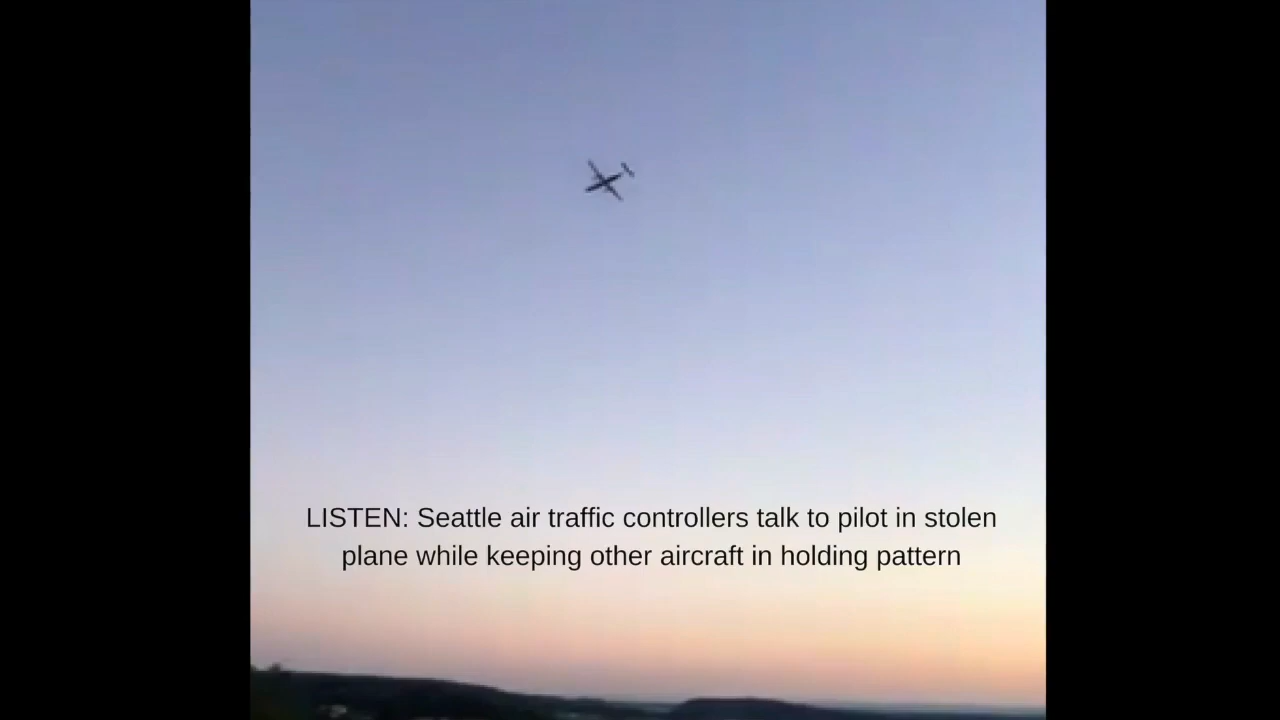 LISTEN: Seattle air traffic controllers talk to pilot in stolen
plane while keeping other aircraft in holding pattern